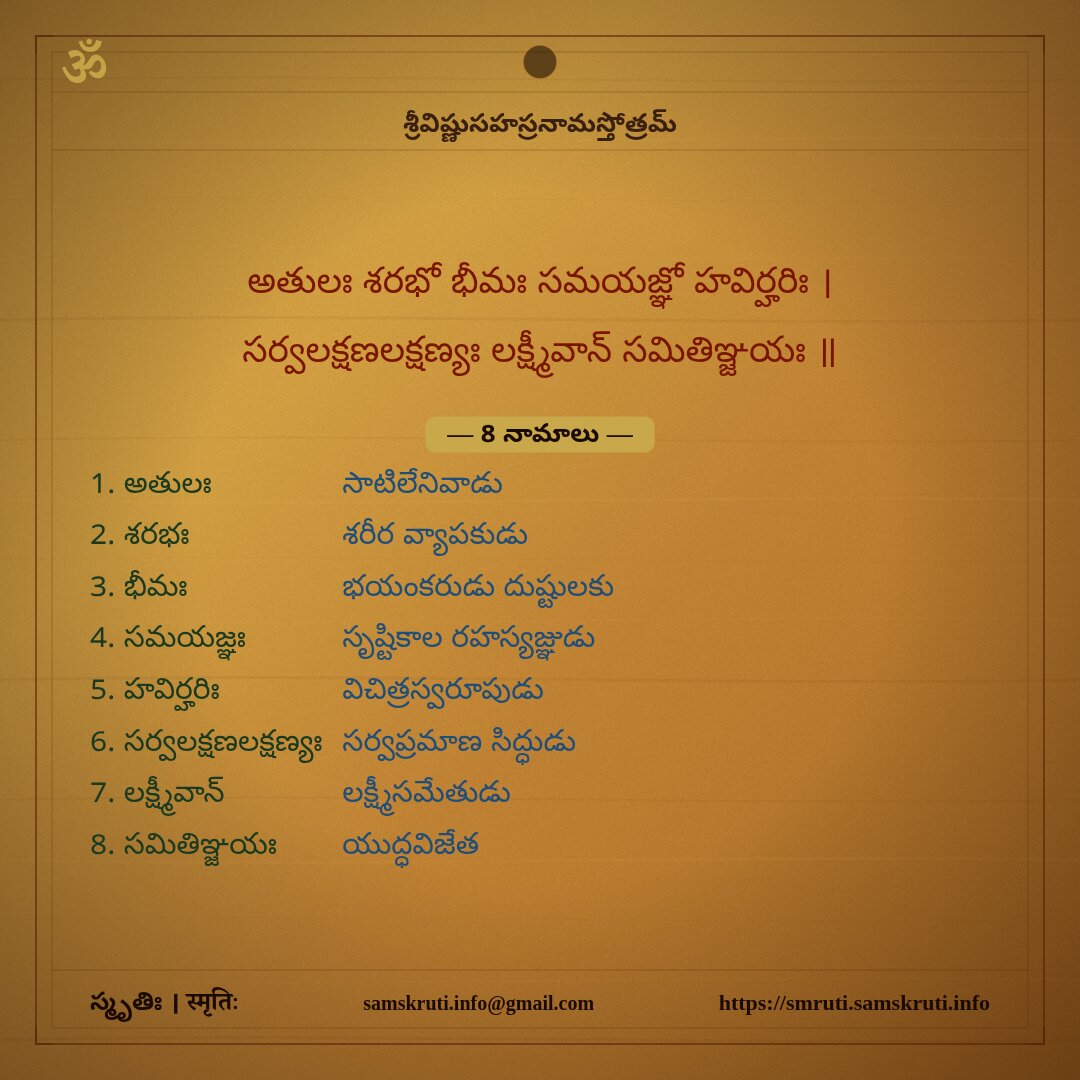 ॐ
శ్రీవిష్ణుసహస్రనామస్తోత్రమ్
అతులః శరభో భీమః సమయజ్ఞో హవిర్హరిః |
సర్వలక్షణలక్షణ్యః లక్ష్మీవాన్ సమితిఞ్జయః ‖
— 8 నామాలు —
1. అతులః సాటిలేనివాడు
2. శరభః శరీర వ్యాపకుడు
3. భీమః భయంకరుడు దుష్టులకు
4. సమయజ్ఞః సృష్టికాల రహస్యజ్ఞుడు
5. హవిర్హరిః విచిత్రస్వరూపుడు
6. సర్వలక్షణలక్షణ్యః సర్వప్రమాణ సిద్ధుడు
7. లక్ష్మీవాన్ లక్ష్మీసమేతుడు
8. సమితిఞ్జయః యుద్ధవిజేత
స్మృతిః | स्मृतिः samskruti.info@gmail.com https://smruti.samskruti.info